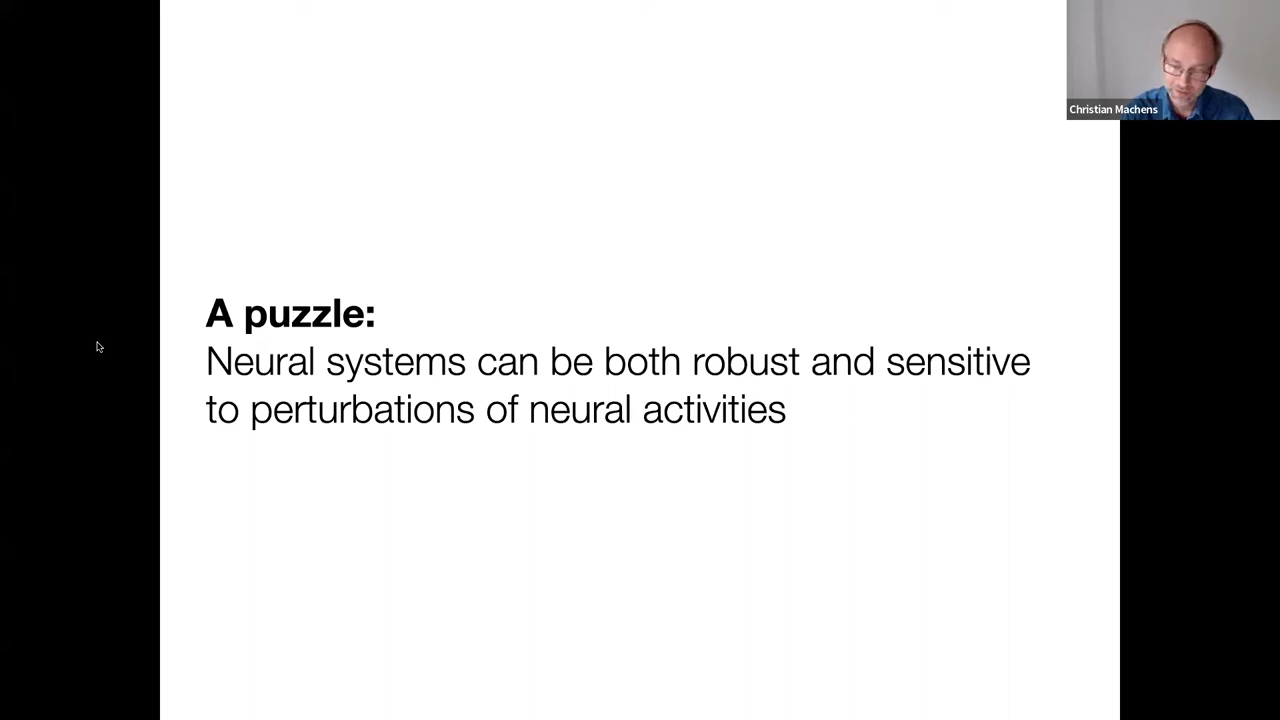 Christian Machens
A puzzle:
Neural systems can be both robust and sensitive
to perturbations of neural activities